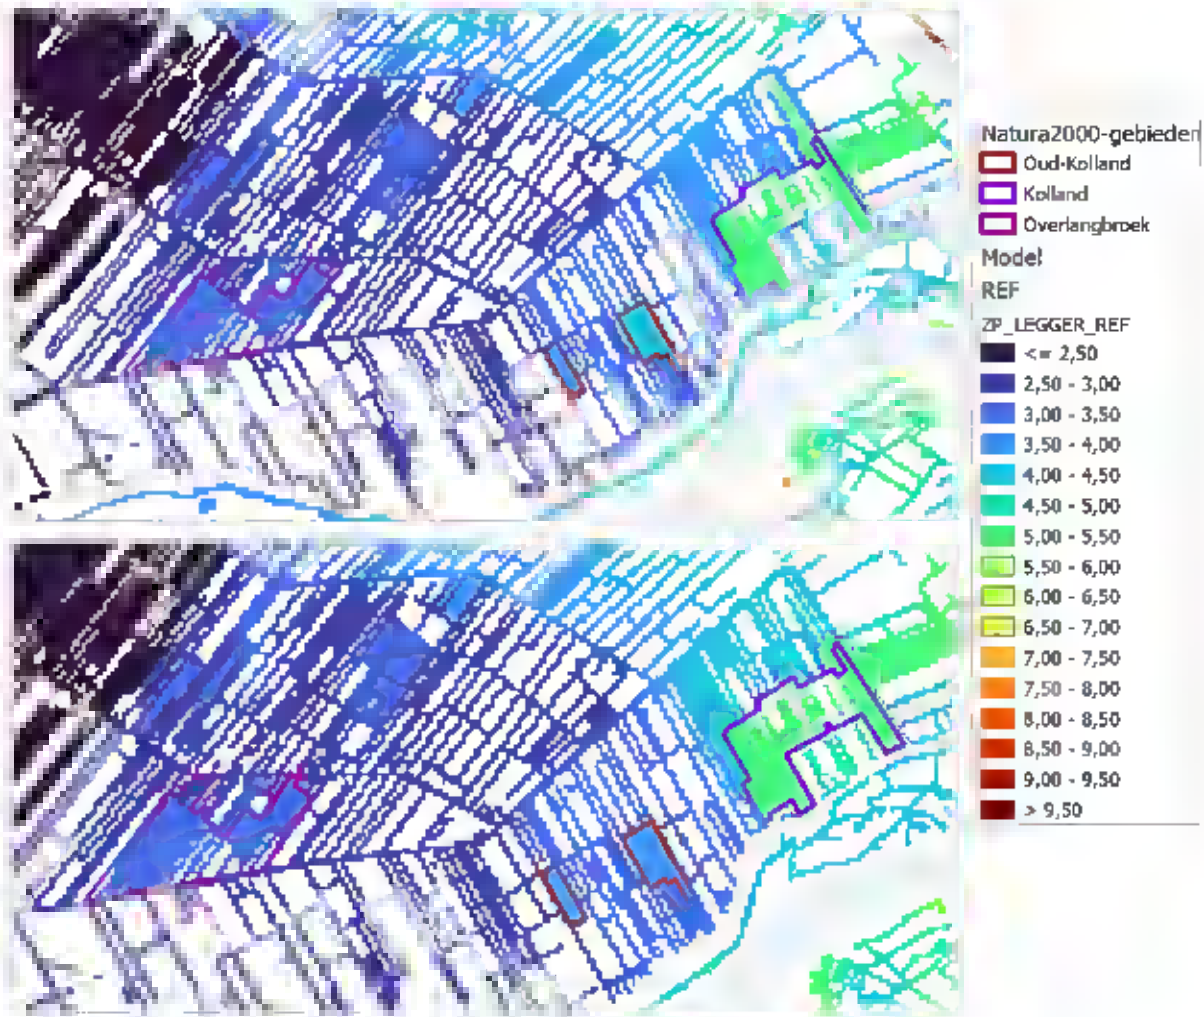 Natura2000-gebieden
Oud-Kolland
Kolland
Overlangbroek
Model
REF
ZP_LEGGER_REF
<= 2,50
2,50 - 3,00
3,00 - 3,50
3,50 - 4,00
4,00 - 4,50
4,50 - 5,00
5,00 - 5,50
5,50 - 6,00
6,00 - 6,50
6,50 - 7,00
7,00 - 7,50
7,50 - 8,00
8,00 - 8,50
8,50 - 9,00
9,00 - 9,50
> 9,50